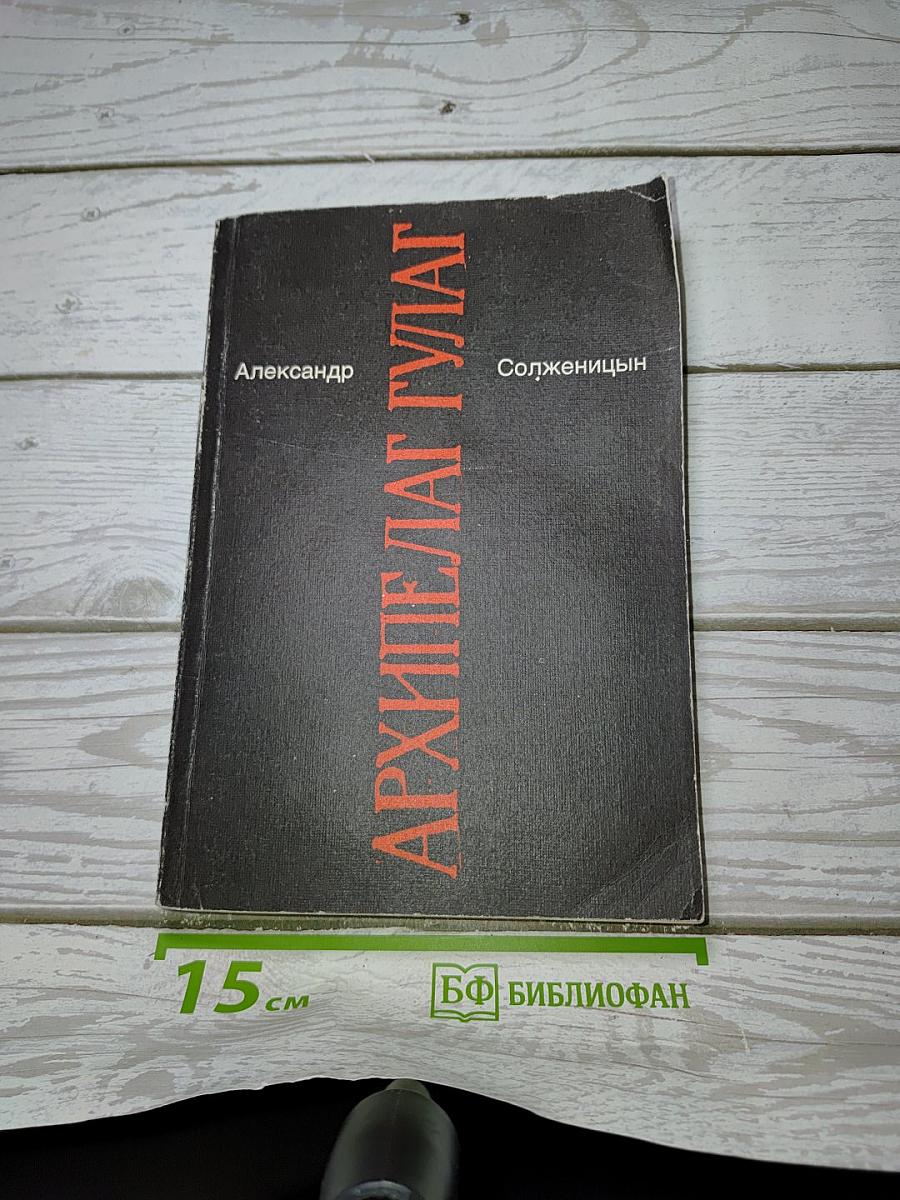 Александр
Солженицын
АРХИПЕЛАГ ГУЛАГ
15 см
БФ БИБЛИОФАН